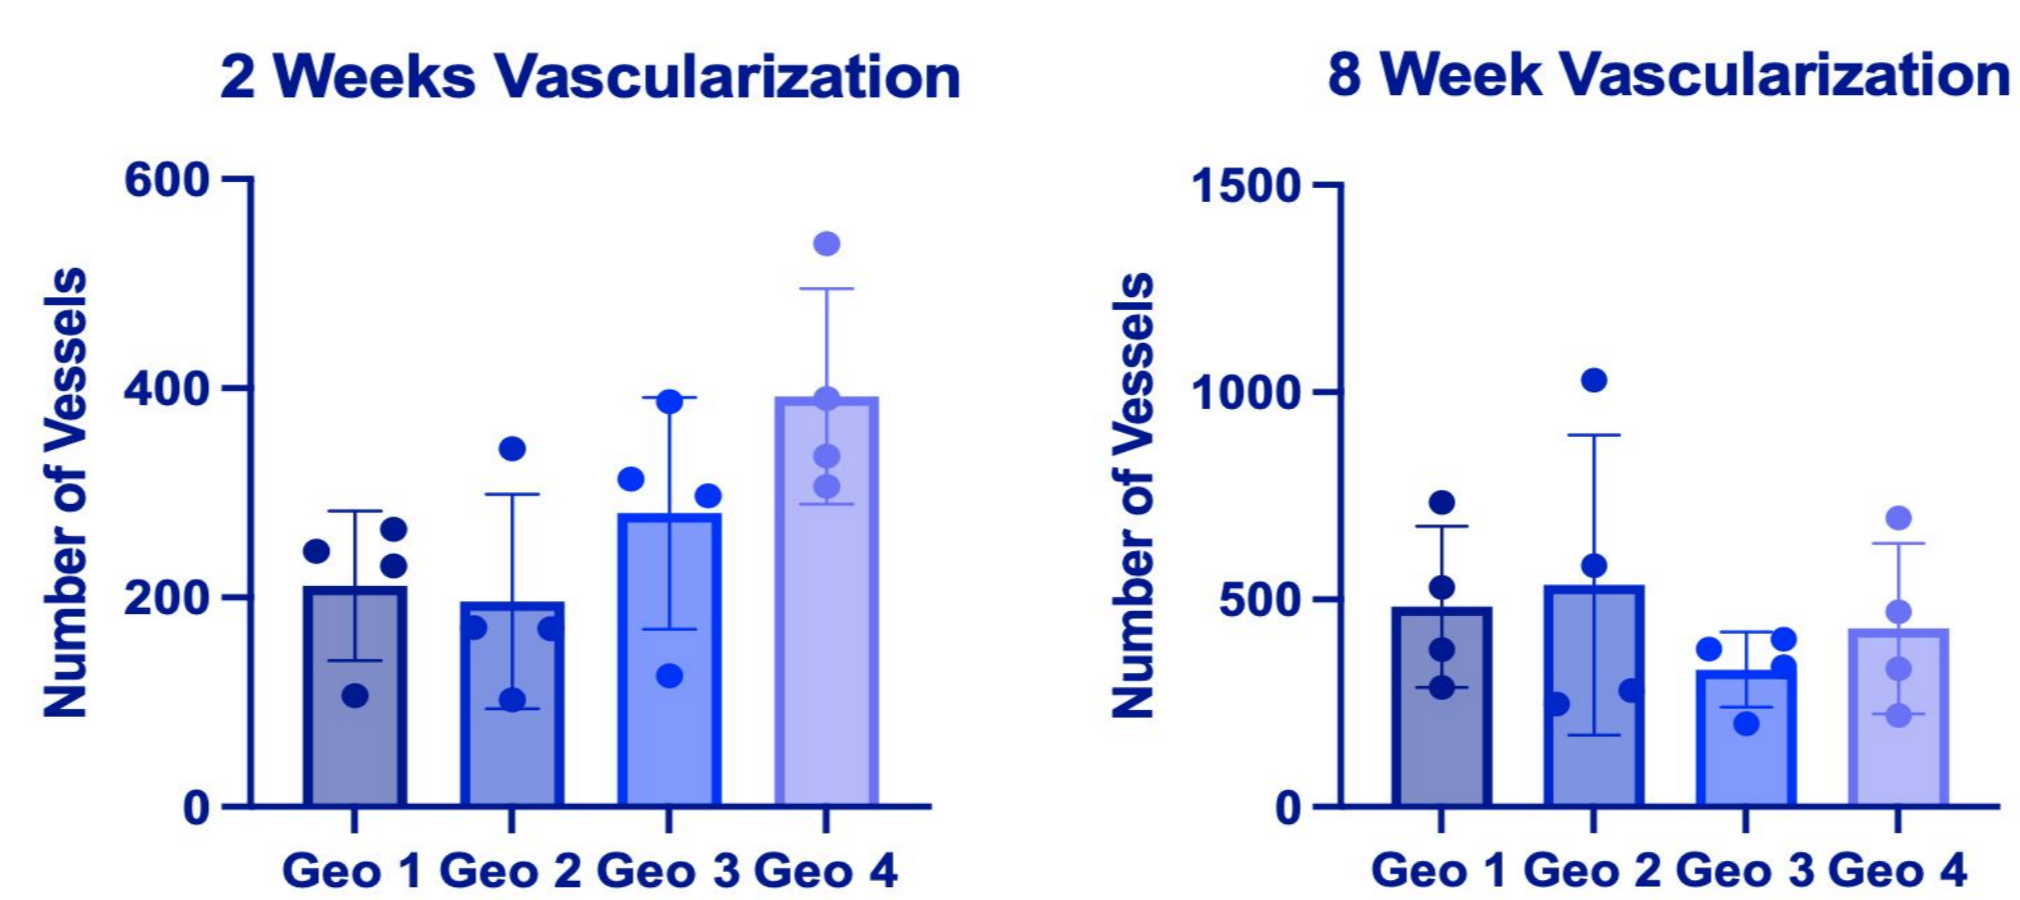 2 Weeks Vascularization
Number of Vessels
600
400
200
0
Geo 1 Geo 2 Geo 3 Geo 4
8 Week Vascularization
Number of Vessels
1500
1000
500
0
Geo 1 Geo 2 Geo 3 Geo 4